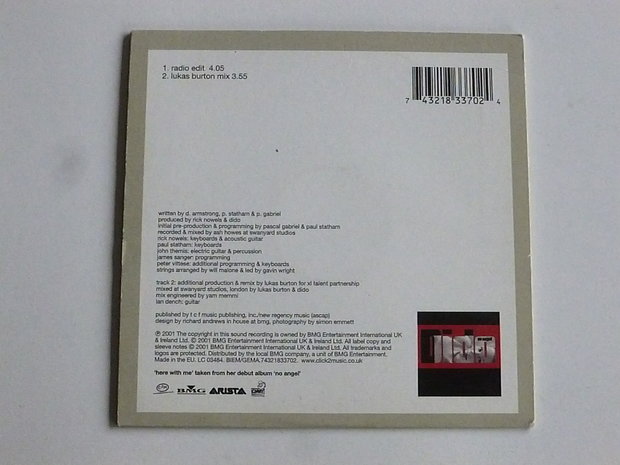 1. radio edit 4.05
2. lukas burton mix 3.55
7 43218 33702 4
written by d. armstrong, p. statham & p. gabriel
produced by rick nowels & dido
initial pre-production & programming by pascal gabriel & paul statham
recorded & mixed by ash howes at swanyard studios
rick nowels: keyboards & acoustic guitar
paul statham: keyboards
john themis: electric guitar & percussion
james sanger: programming
peter vittese: additional programming & keyboards
strings arranged by will malone & led by gavin wright
track 2: additional production & remix by lukas burton for xl talent partnership
mixed at swanyard studios, london by lukas burton & dido
mix engineered by yam memmi
ian dench: guitar
published by f c f music publishing, inc./new regency music (ascap)
design by richard andrews in house at bmg, photography by simon emmett
℗ 2001 The copyright in this sound recording is owned by BMG Entertainment International UK
& Ireland Ltd. © 2001 BMG Entertainment International UK & Ireland Ltd. All label copy and
sleeve notes © 2001 BMG Entertainment International UK & Ireland Ltd. All trademarks and
logos are protected. Distributed by the local BMG company, a unit of BMG Entertainment.
Made in the EU. LC 03484. BIEM/GEMA.74321833702. www.click2music.co.uk
'here with me' taken from her debut album 'no angel'
BMG ARISTA
no angel
Dido